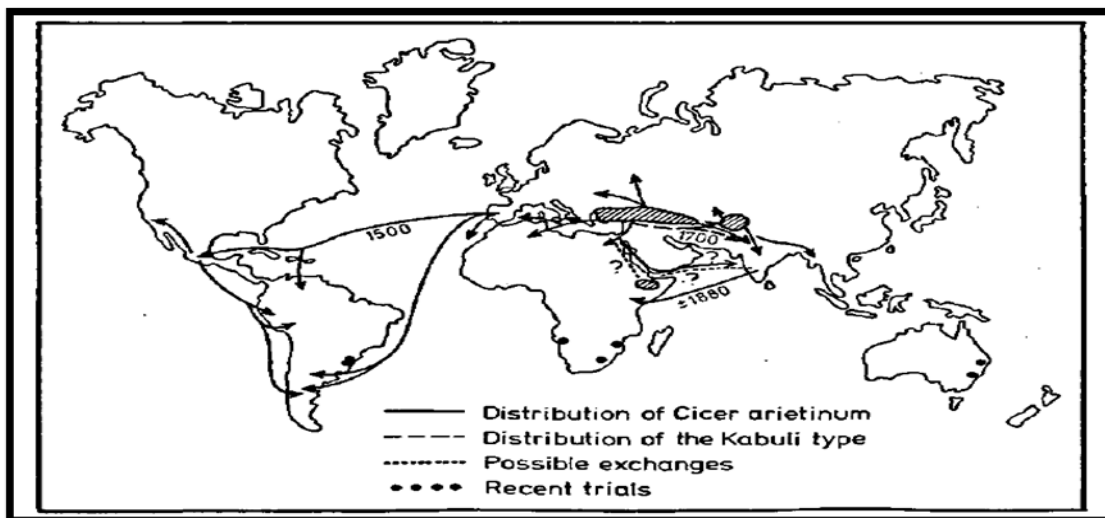 1500
1700
?
?
?
±1880
Distribution of Cicer arietinum
Distribution of the Kabuli type
Possible exchanges
Recent trials